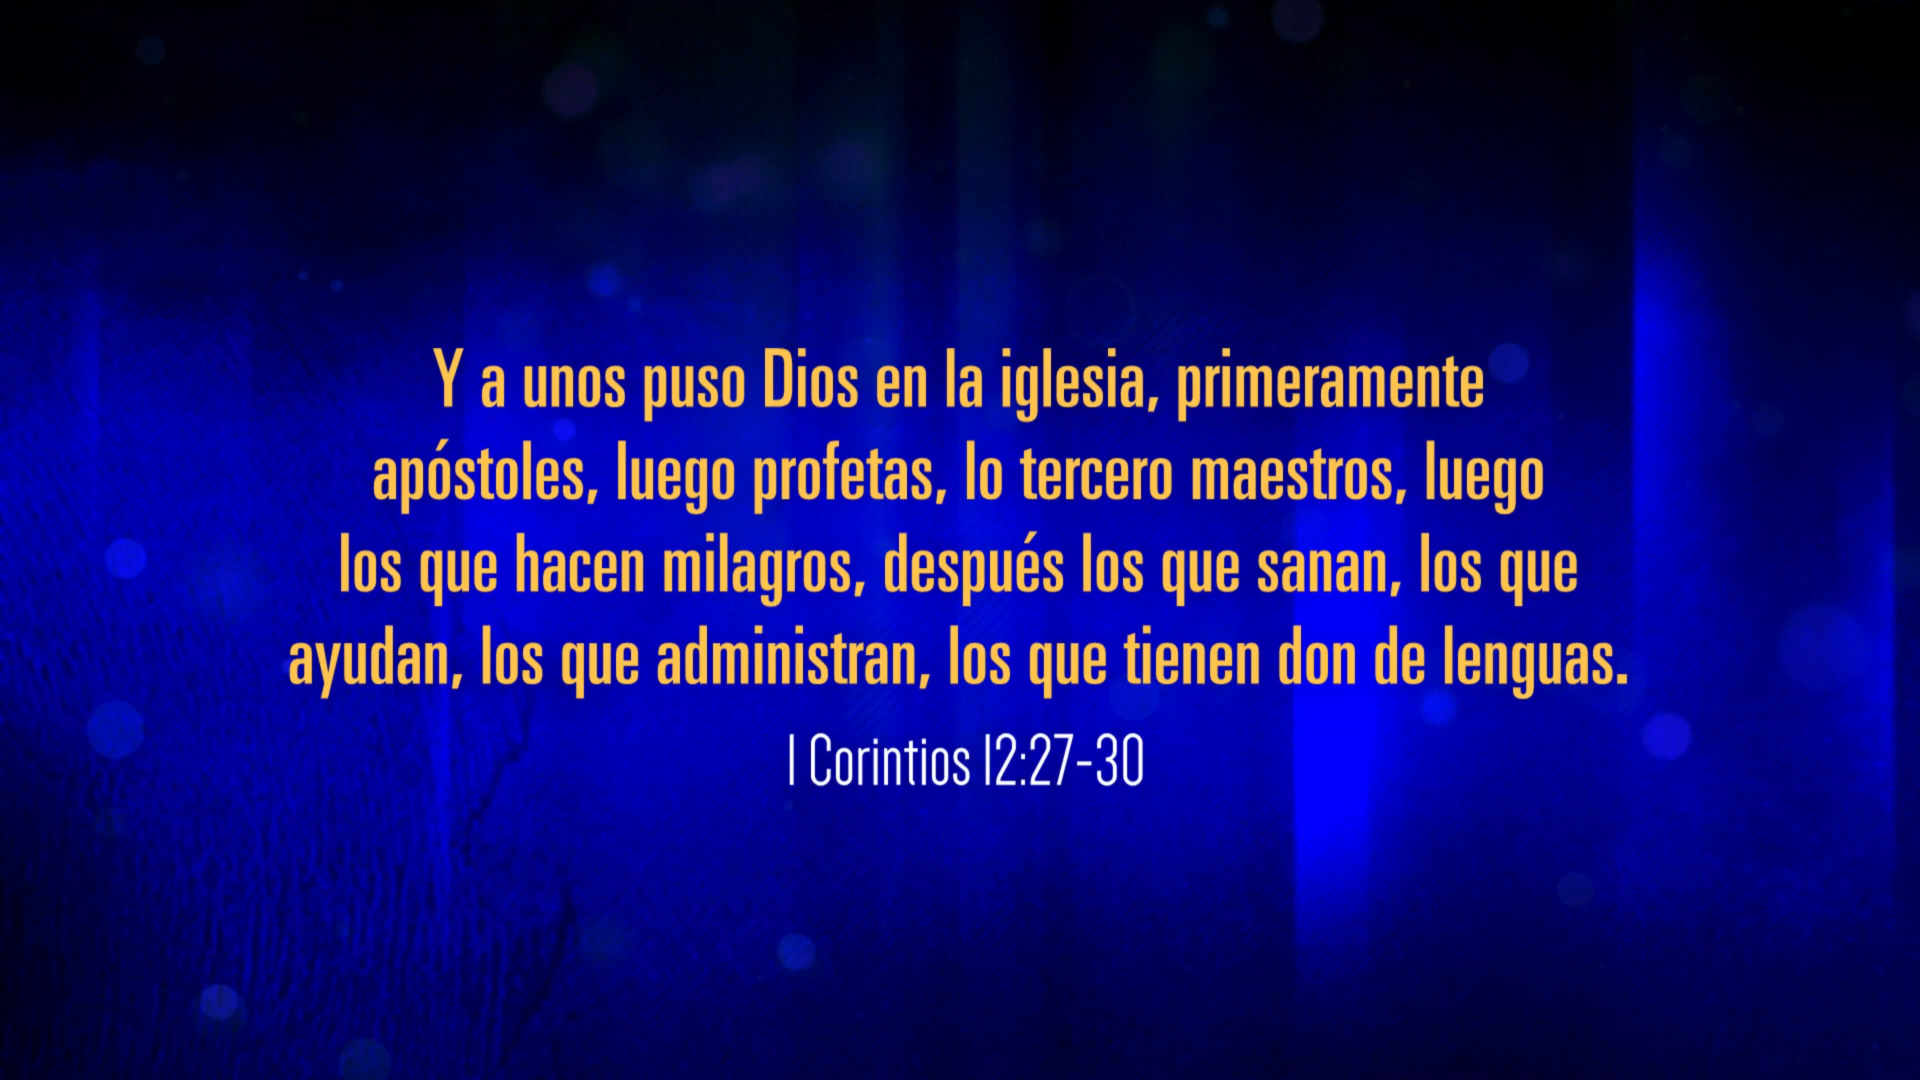 Y a unos puso Dios en la iglesia, primeramente
apóstoles, luego profetas, lo tercero maestros, luego
los que hacen milagros, después los que sanan, los que
ayudan, los que administran, los que tienen don de lenguas.
1 Corintios 12:27-30